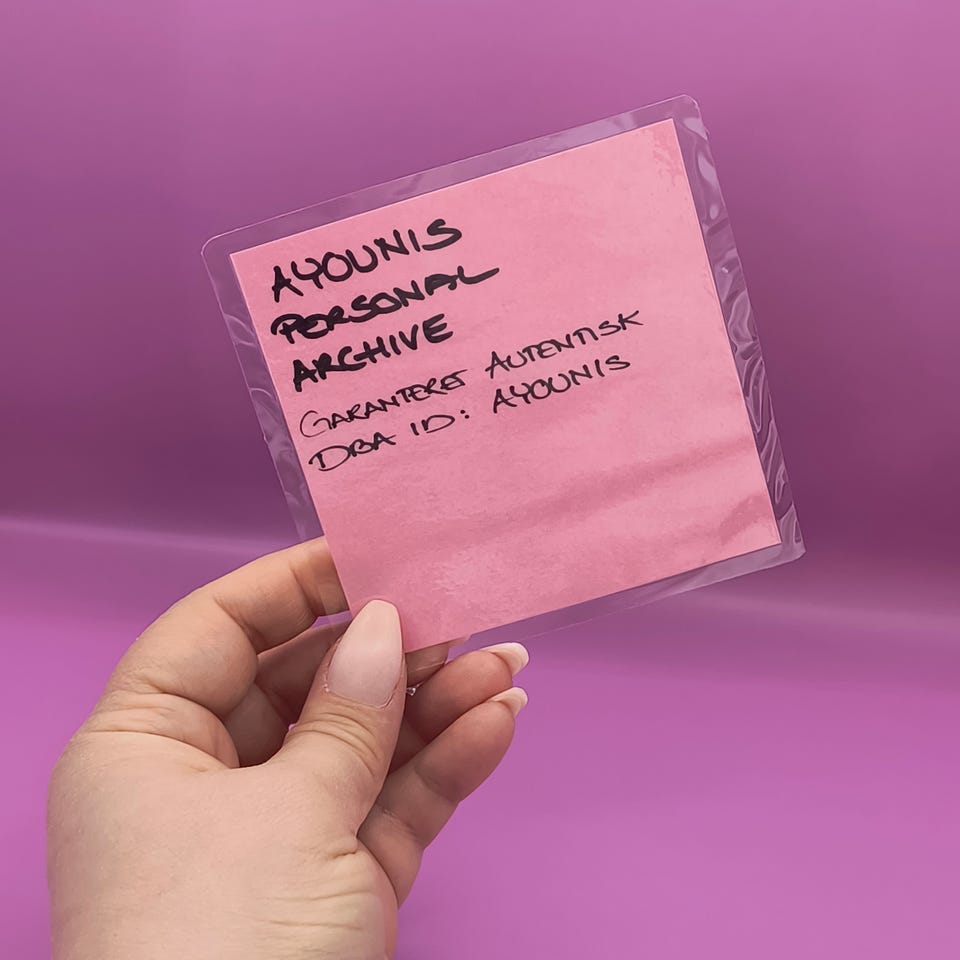 AYOUNIS
PERSONAL
ARCHIVE
GARANTERET AUTENTISK
DBA ID: AYOUNIS